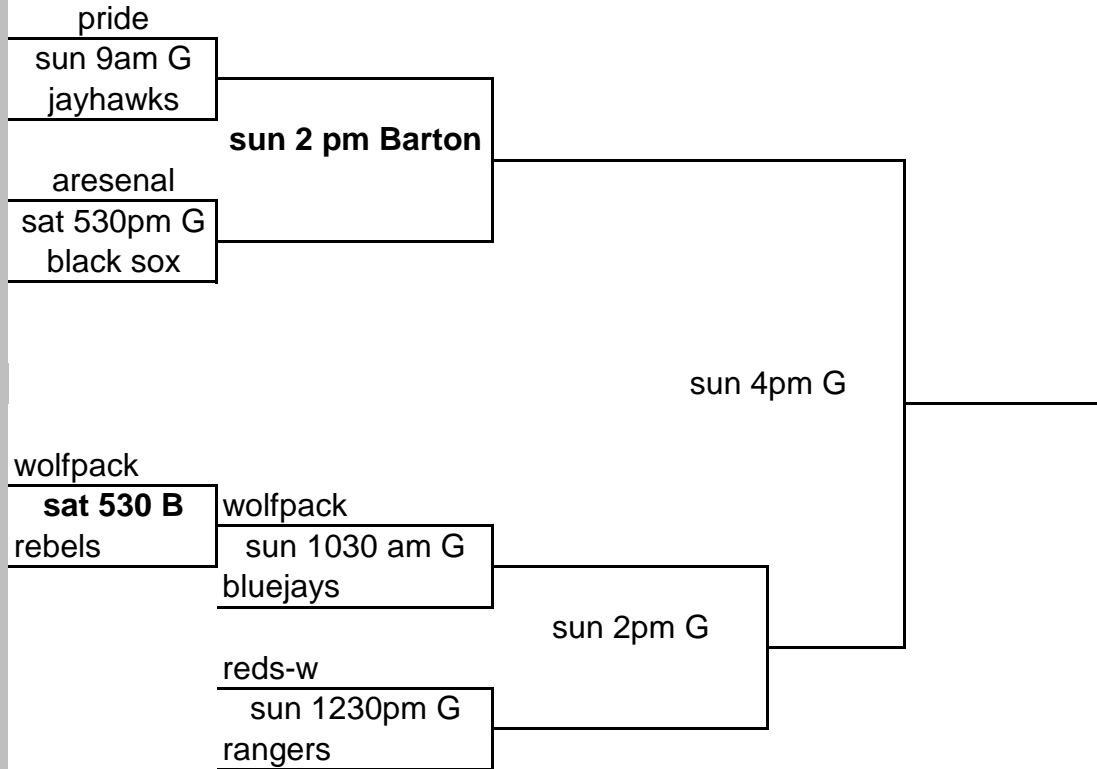 pride
sun 9am G
jayhawks
sun 2 pm Barton
aresenal
sat 530pm G
black sox
sun 4pm G
wolfpack
sat 530 B
rebels
wolfpack
sun 1030 am G
bluejays
sun 2pm G
reds-w
sun 1230pm G
rangers